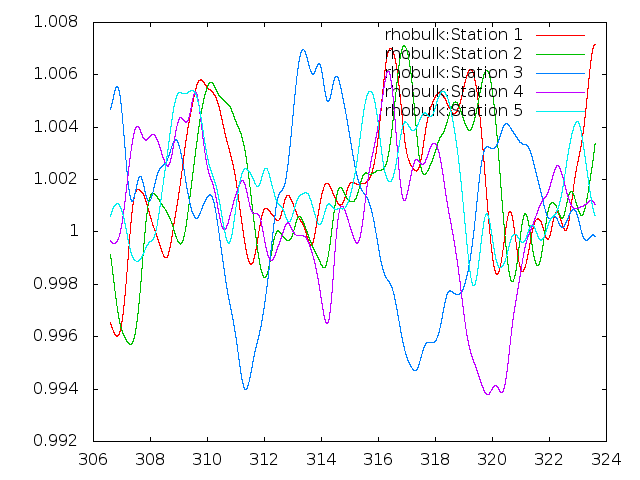 1.008
1.006
1.004
1.002
1
0.998
0.996
0.994
0.992
306 308 310 312 314 316 318 320 322 324
rhobulk:Station 1
rhobulk:Station 2
rhobulk:Station 3
rhobulk:Station 4
rhobulk:Station 5